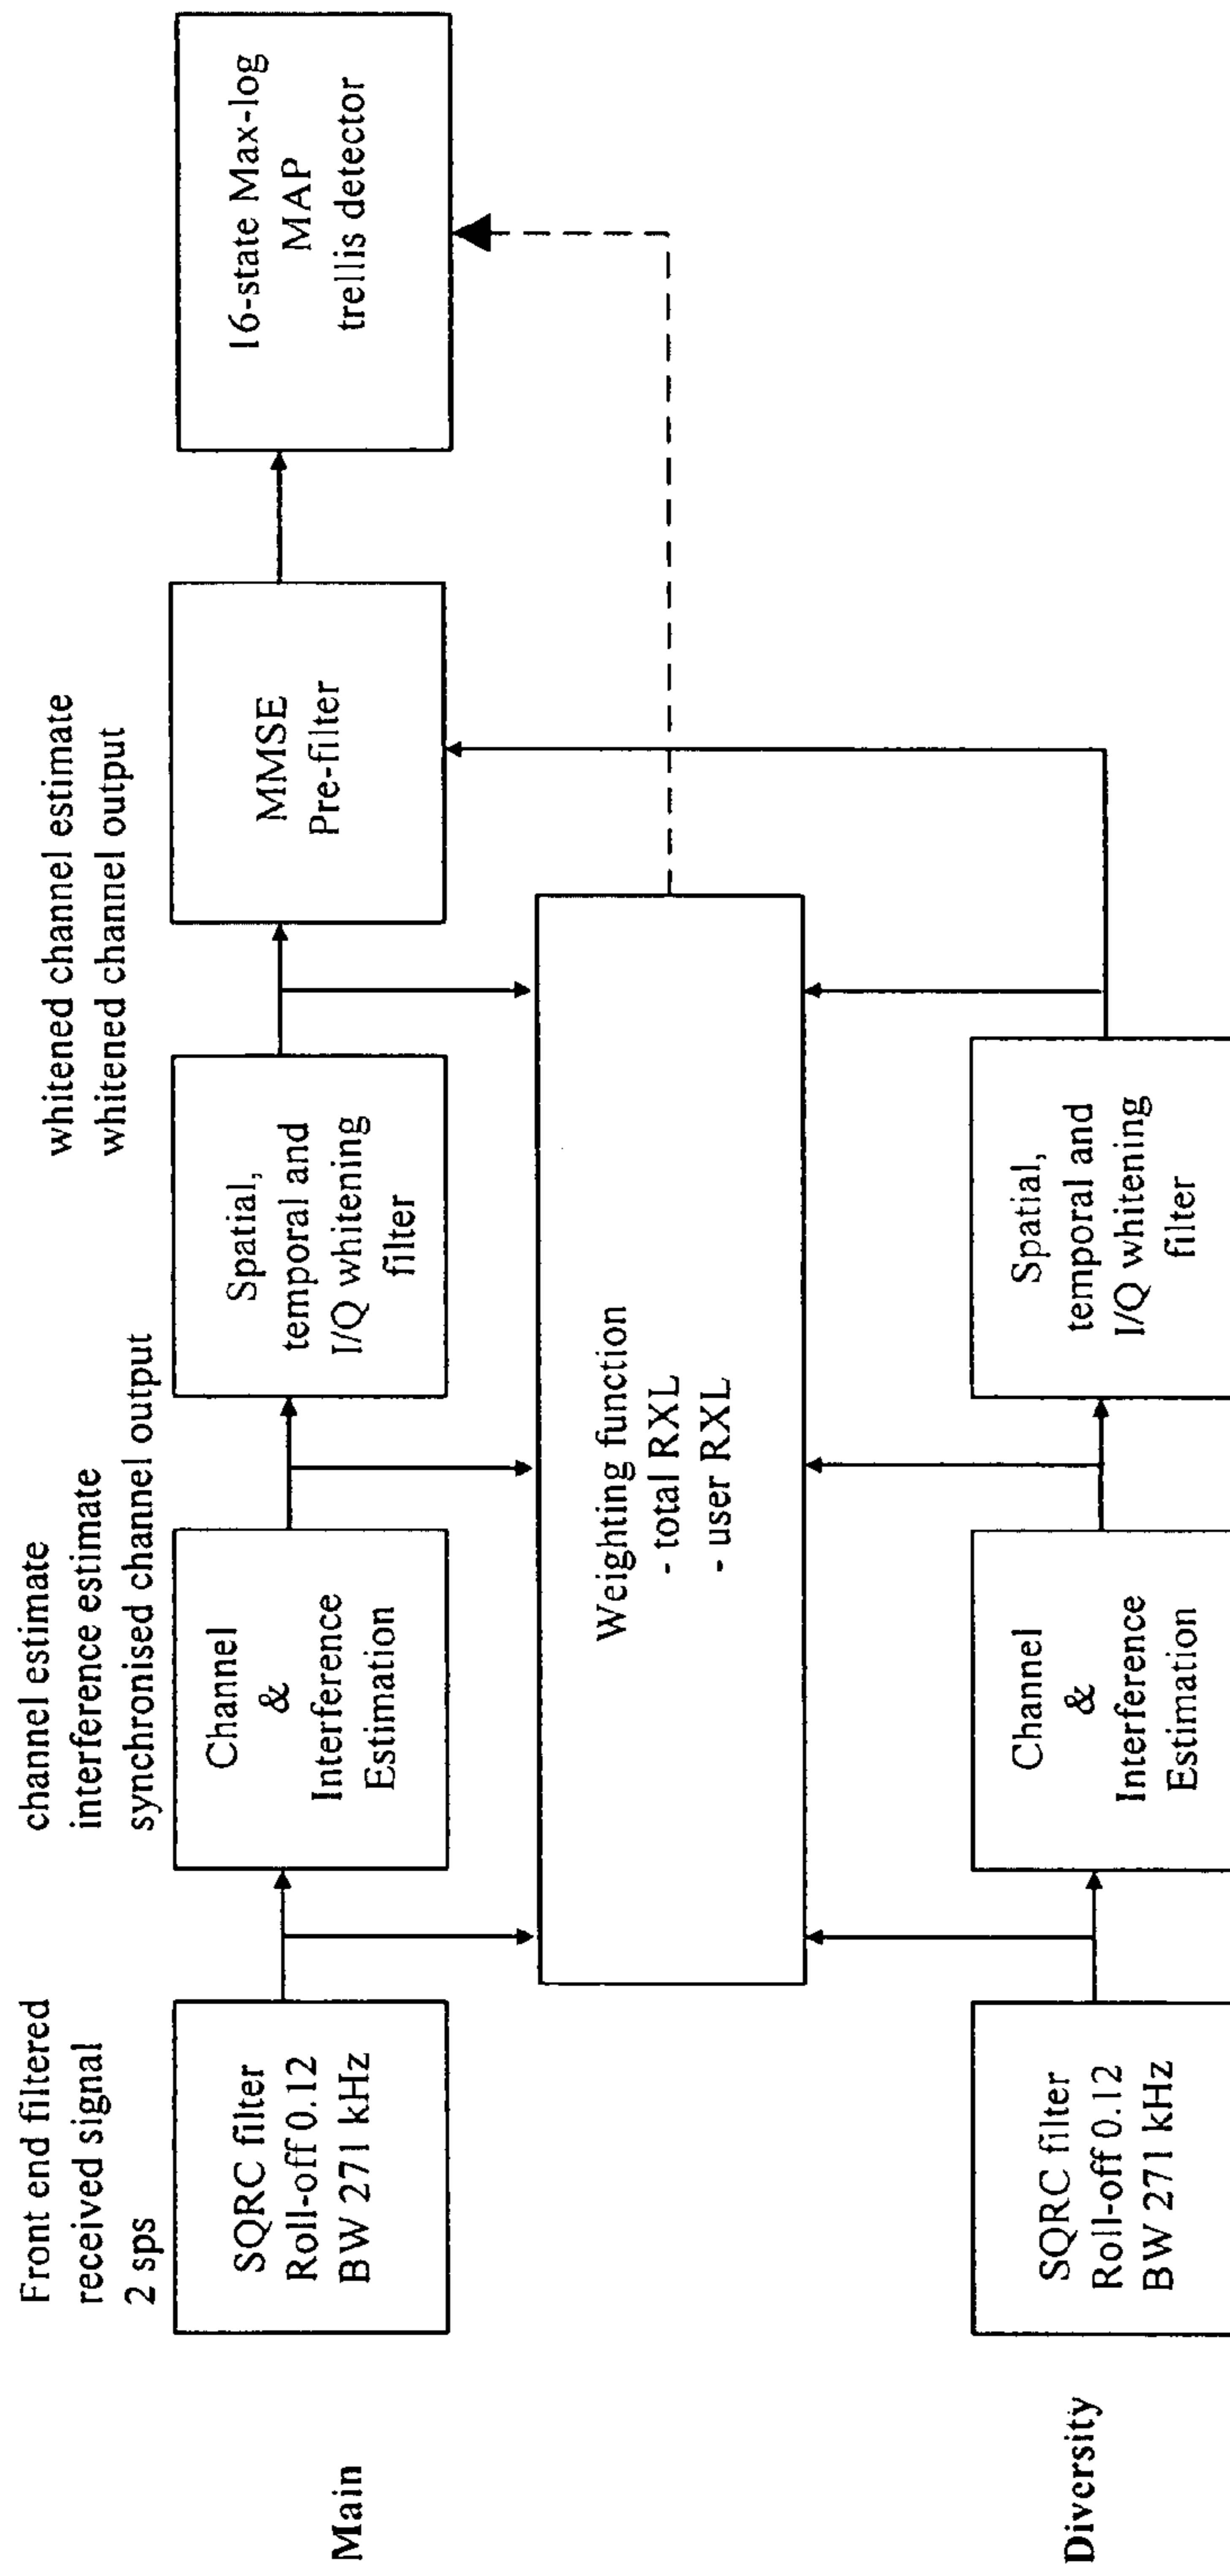 Front end filtered
received signal
2 sps
channel estimate
interference estimate
synchronised channel output
whitened channel estimate
whitened channel output
Main
SQRC filter
Roll-off 0.12
BW 271 kHz
Channel
&
Interference
Estimation
Spatial,
temporal and
I/Q whitening
filter
MMSE
Pre-filter
16-state Max-log
MAP
trellis detector
Weighting function
- total RXL
- user RXL
Diversity
SQRC filter
Roll-off 0.12
BW 271 kHz
Channel
&
Interference
Estimation
Spatial,
temporal and
I/Q whitening
filter